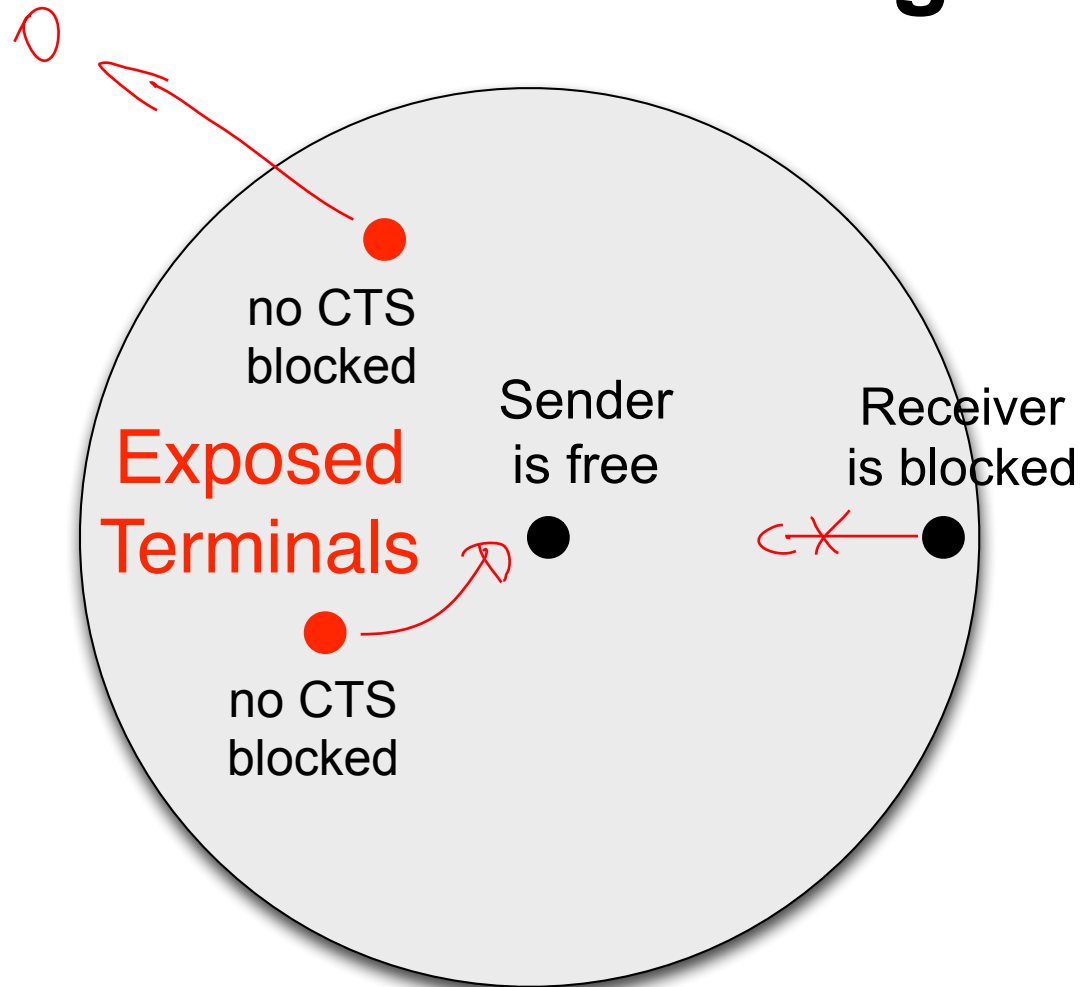 g
no CTS
blocked
Sender
is free
Receiver
is blocked
Exposed
Terminals
no CTS
blocked